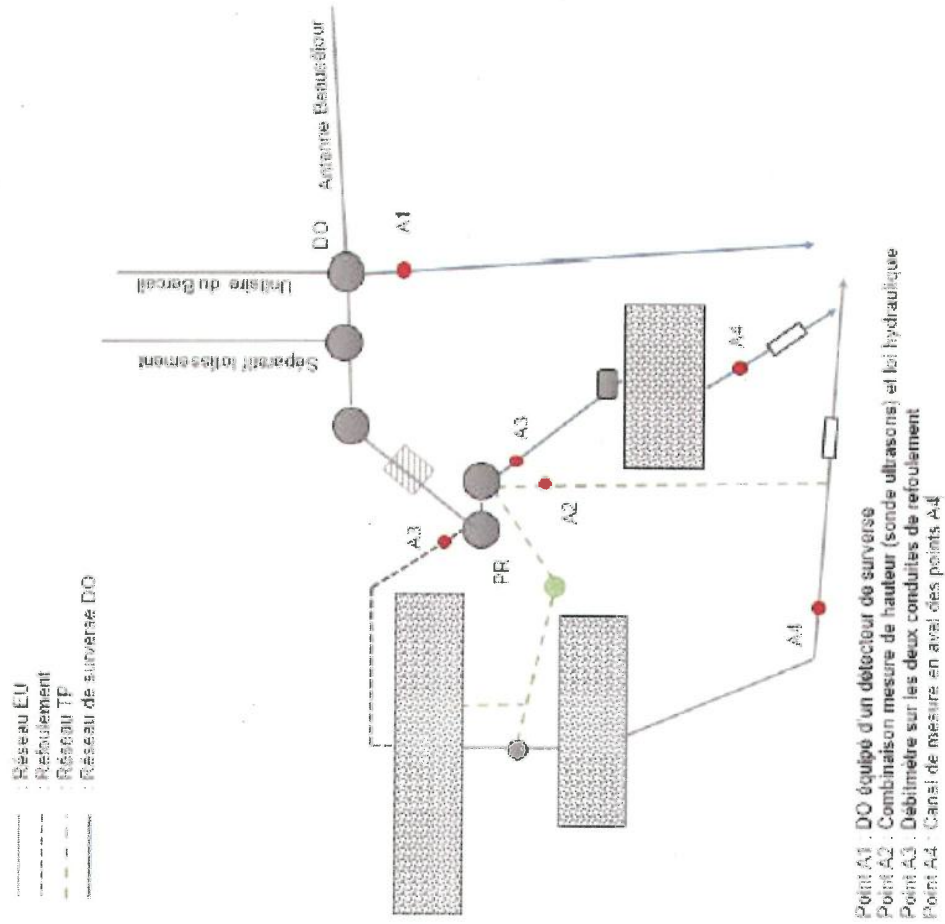 : Réseau EU
: Refoulement
: Réseau TP
: Réseau de surverse DO
Unitaire du Bercail
Séparatif lotissement
DO
Antenne Beauséjour
A1
A3
PR
A3
A2
A4
A4
Point A1 : DO équipé d'un détecteur de surverse
Point A2 : Combinaison mesure de hauteur (sonde ultrasons) et loi hydraulique
Point A3 : Débitmètre sur les deux conduites de refoulement
Point A4 : Canal de mesure en aval des points A4